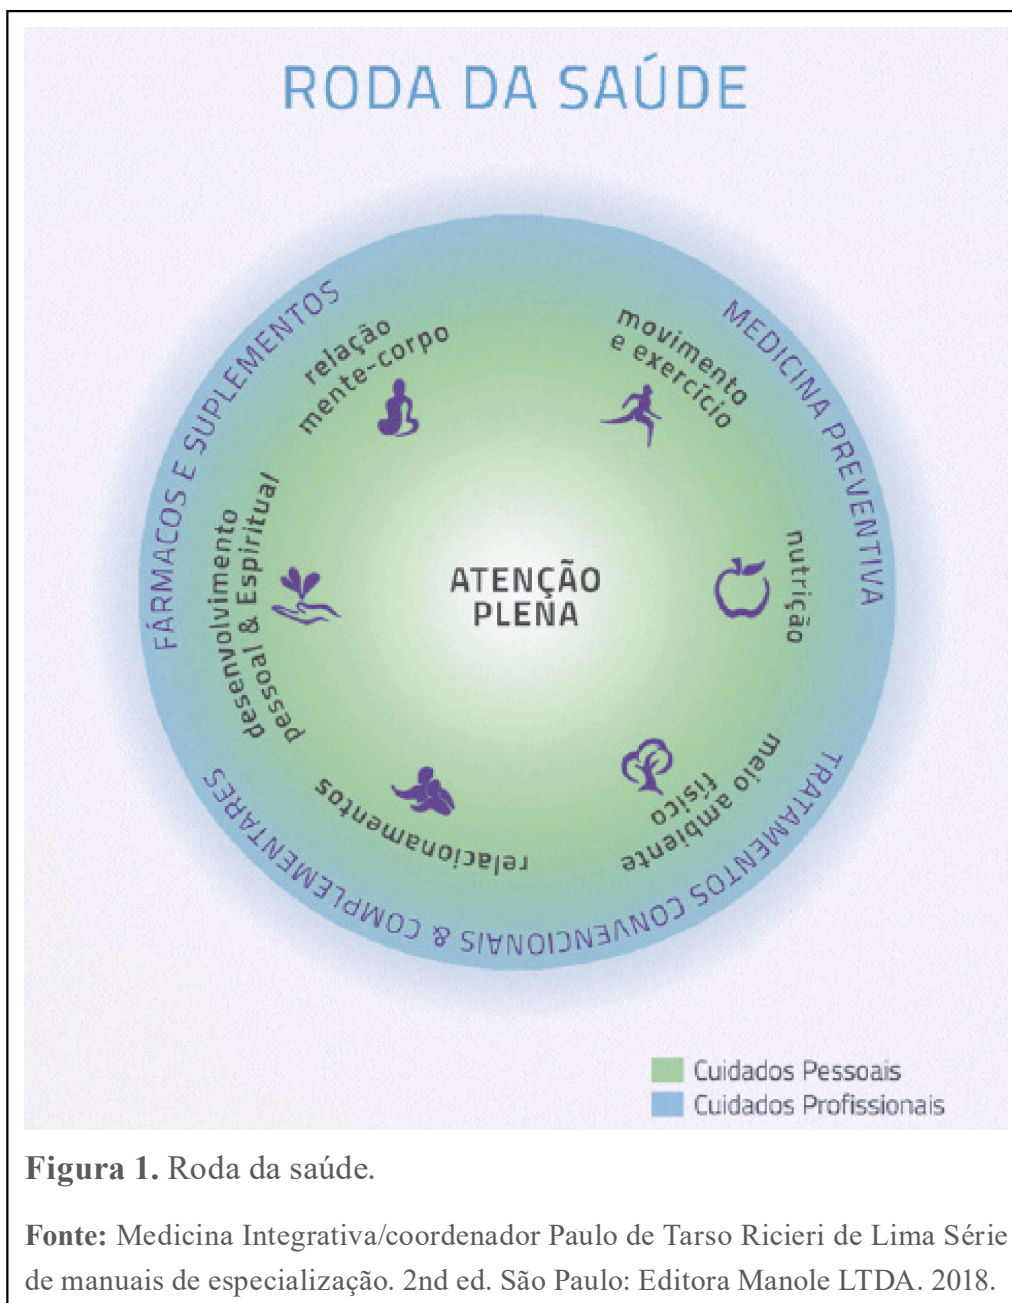 RODA DA SAÚDE
FÁRMACOS E SUPLEMENTOS
MEDICINA PREVENTIVA
TRATAMENTOS CONVENCIONAIS & COMPLEMENTARES
relação
mente-corpo
movimento
e exercício
nutrição
meio ambiente
físico
relacionamentos
desenvolvimento
pessoal & Espiritual
ATENÇÃO
PLENA
Cuidados Pessoais
Cuidados Profissionais
Figura 1. Roda da saúde.
Fonte: Medicina Integrativa/coordenador Paulo de Tarso Ricieri de Lima Série
de manuais de especialização. 2nd ed. São Paulo: Editora Manole LTDA. 2018.